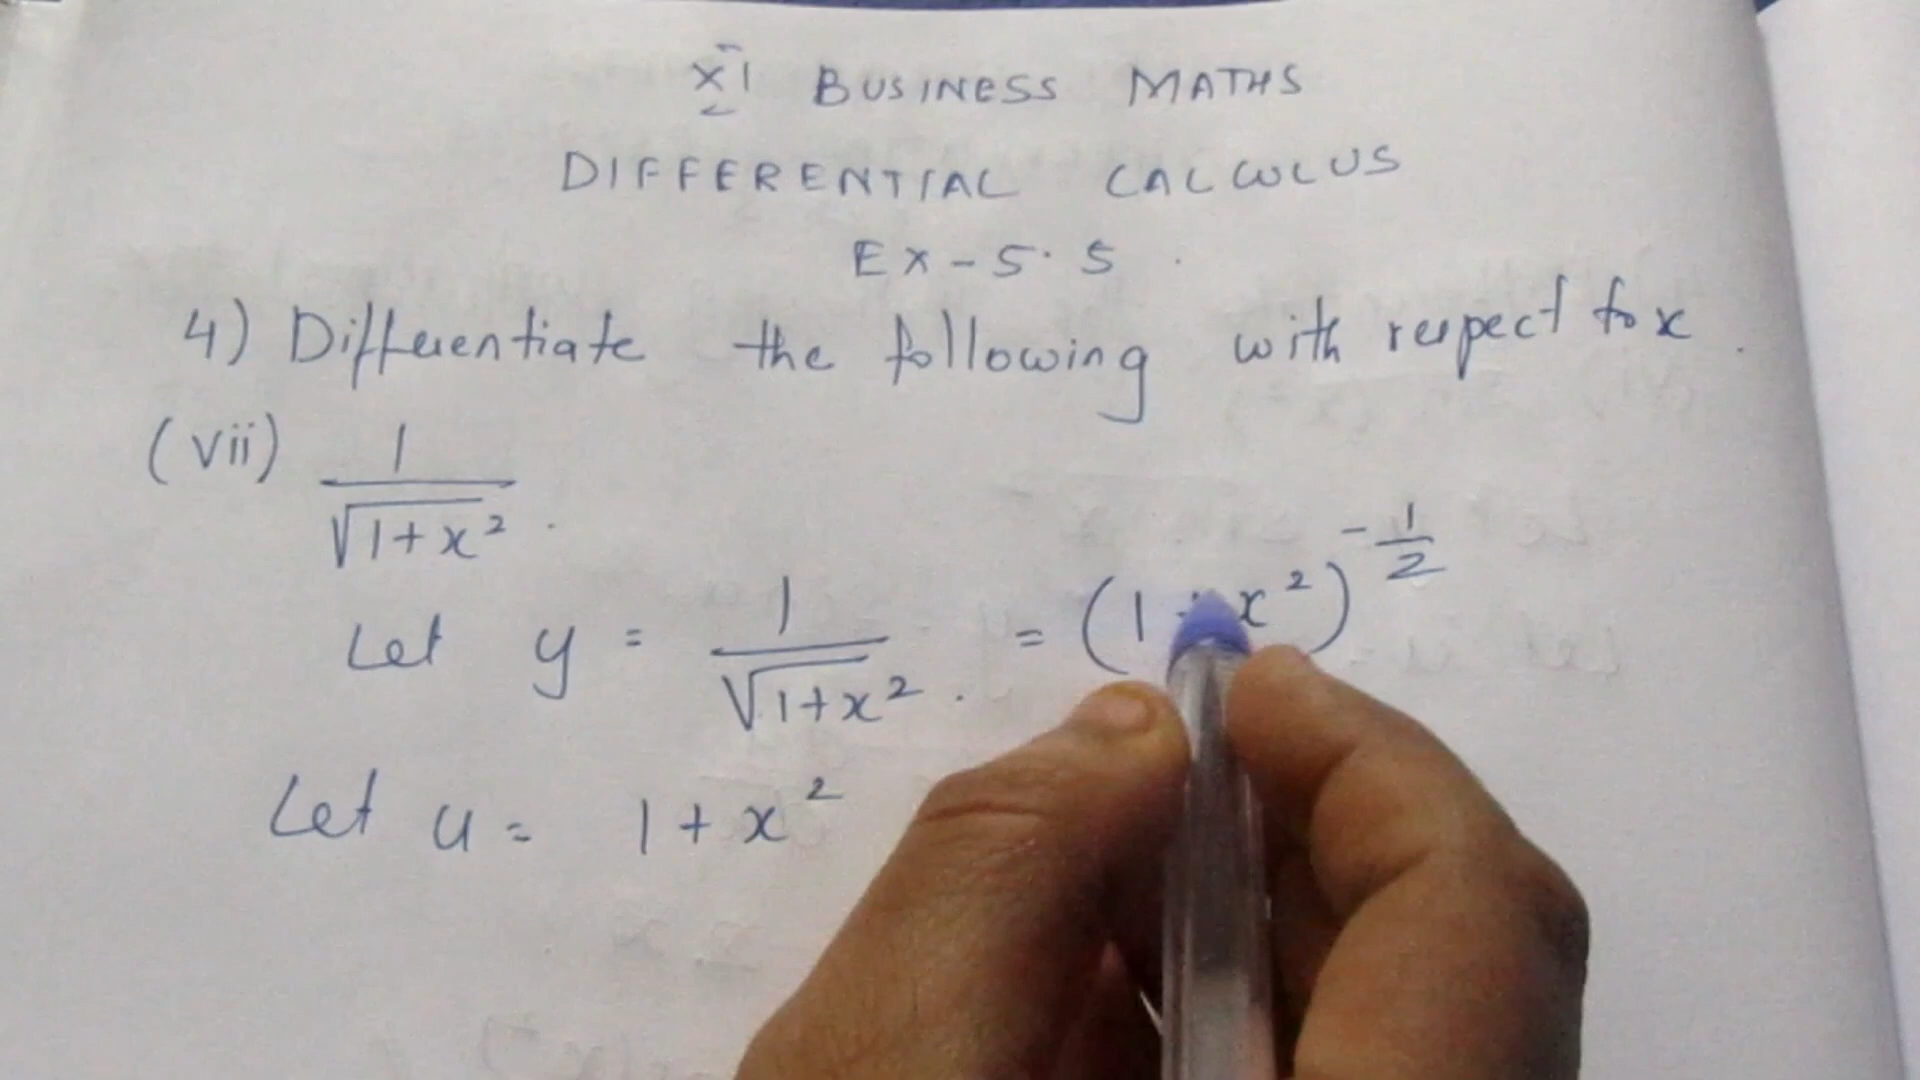 XI BUSINESS MATHS
DIFFERENTIAL CALCULUS
EX-5.5
4) Differentiate the following with respect to x.
(vii) 1/√(1+x²).
Let y = 1/√(1+x²). = (1+x²)^(-1/2)
Let u = 1+x²